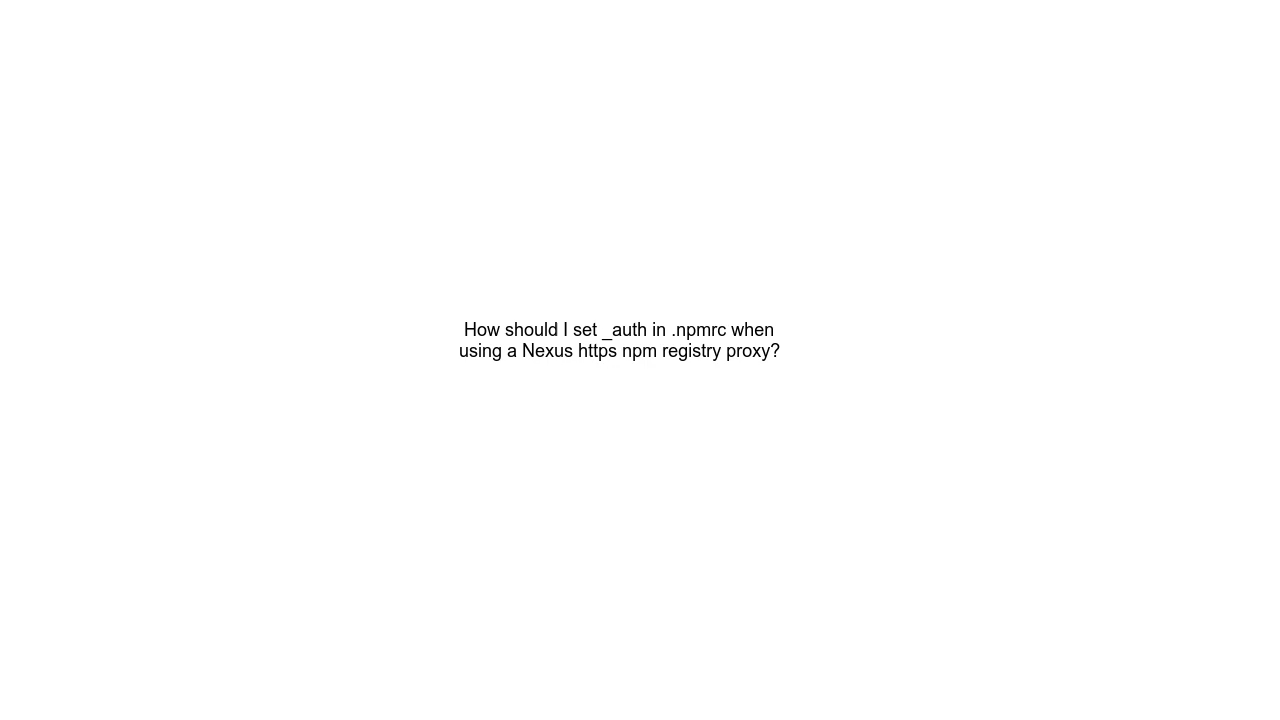 How should I set _auth in .npmrc when
using a Nexus https npm registry proxy?